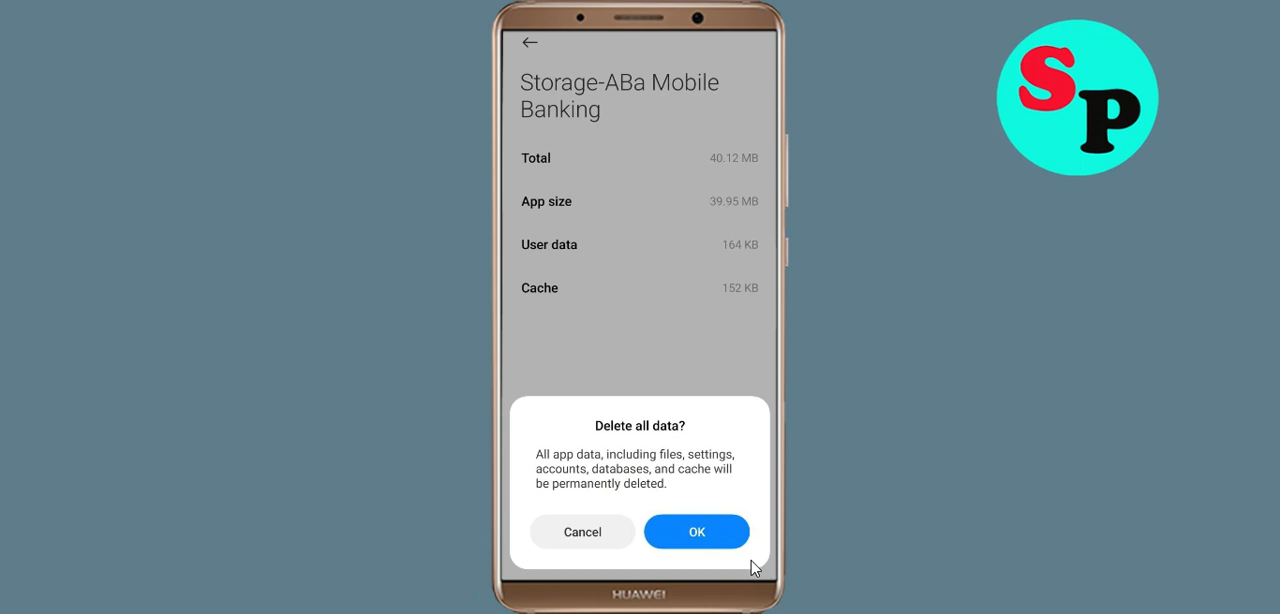 Storage-ABa Mobile
Banking
Total 40.12 MB
App size 39.95 MB
User data 164 KB
Cache 152 KB
Delete all data?
All app data, including files, settings,
accounts, databases, and cache will
be permanently deleted.
Cancel OK
HUAWEI
SP